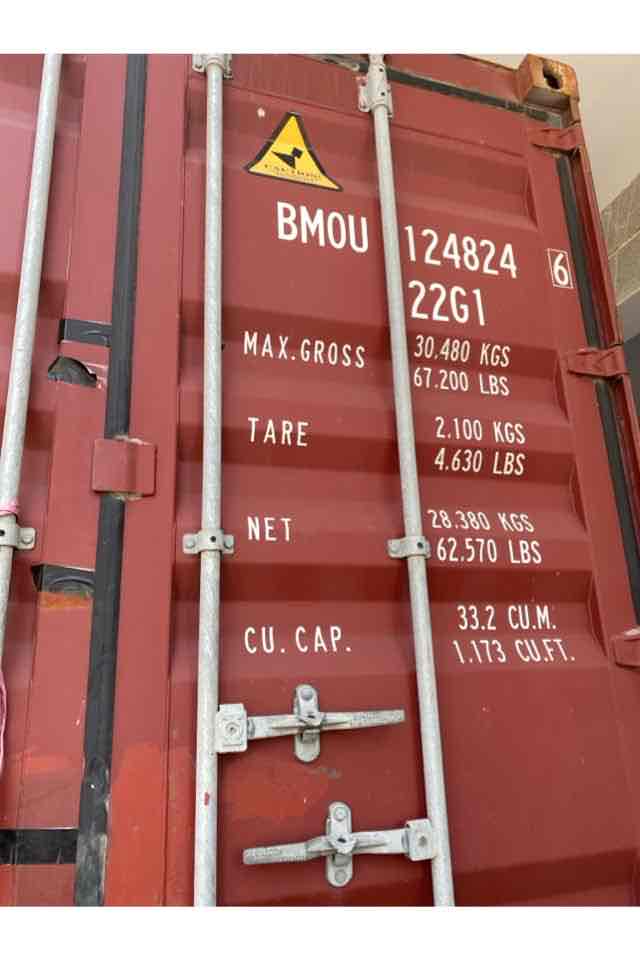 CAUTION
BMOU 124824 6
22G1
MAX.GROSS 30.480 KGS
67.200 LBS
TARE 2.100 KGS
4.630 LBS
NET 28.380 KGS
62.570 LBS
CU. CAP. 33.2 CU.M.
1.173 CU.FT.